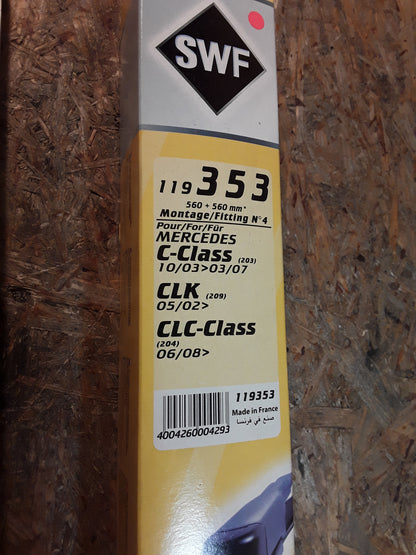 SWF
119 353
560 + 560 mm*
Montage/Fitting N°4
Pour/For/Für
MERCEDES
C-Class (203)
10/03>03/07
CLK (209)
05/02>
CLC-Class
(204)
06/08>
119353
Made in France
صنع في فرنسا
4004260004293